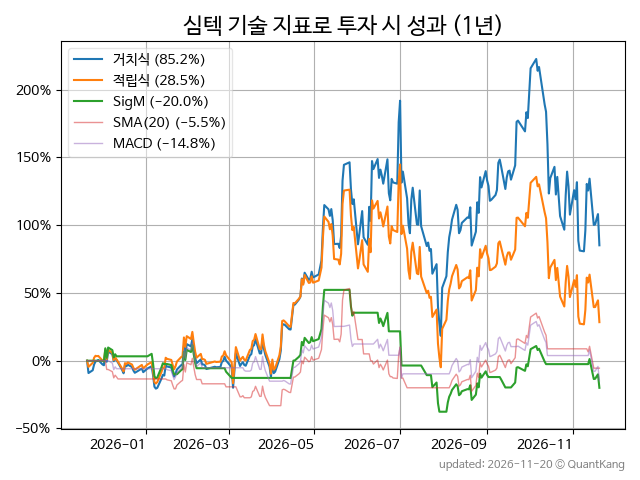 심텍 기술 지표로 투자 시 성과 (1년)
거치식 (85.2%)
적립식 (28.5%)
SigM (−20.0%)
SMA(20) (−5.5%)
MACD (−14.8%)
200%
150%
100%
50%
0%
−50%
2026-01 2026-03 2026-05 2026-07 2026-09 2026-11
updated: 2026-11-20 © QuantKang